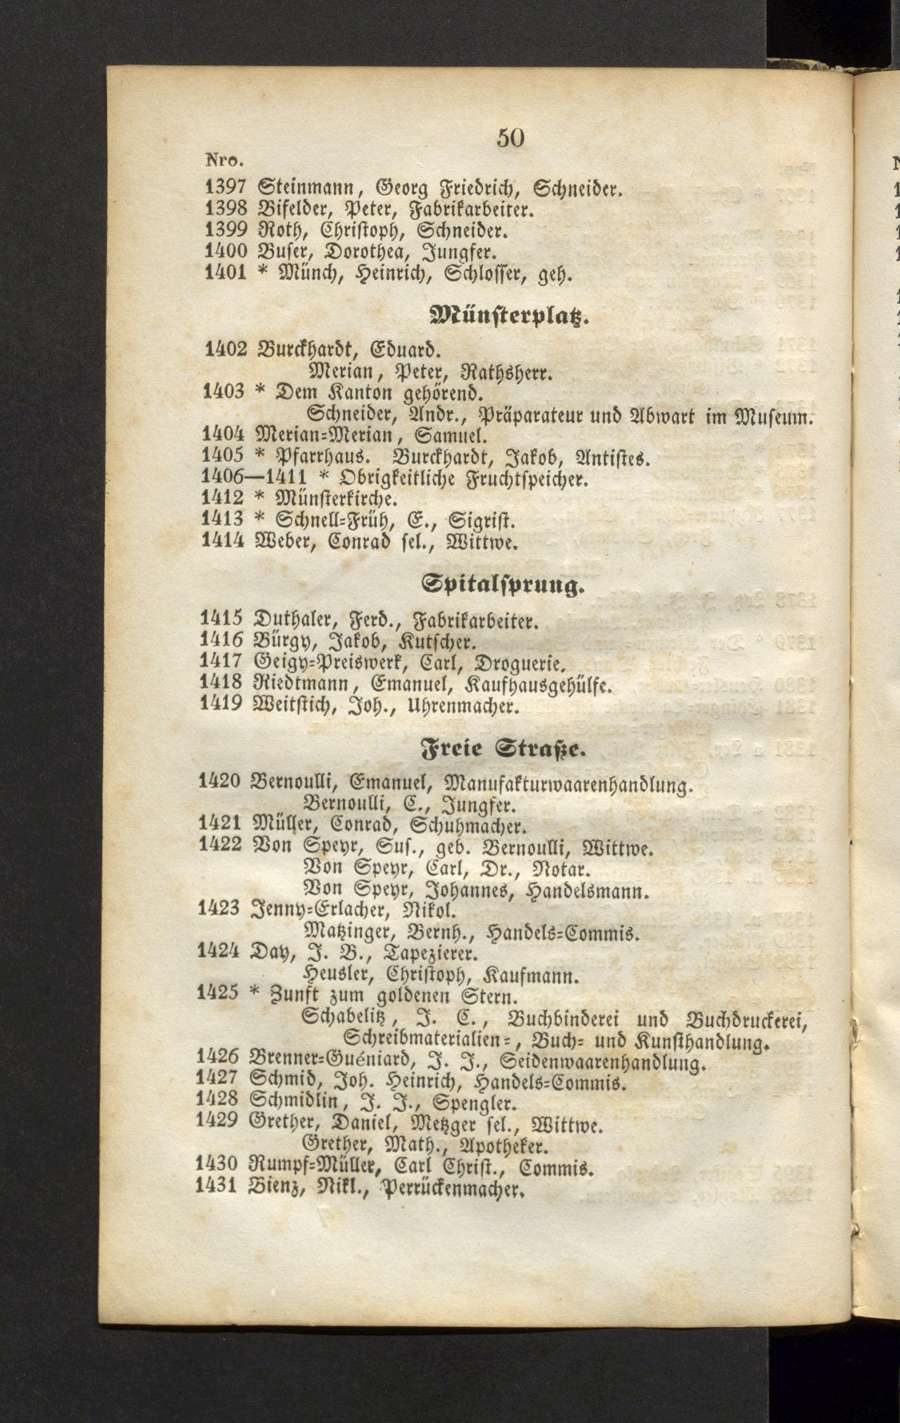 50
Nro.
1397 Steinmann, Georg Friedrich, Schneider.
1398 Bifelder, Peter, Fabrikarbeiter.
1399 Roth, Christoph, Schneider.
1400 Buser, Dorothea, Jungfer.
1401 * Münch, Heinrich, Schlosser, geh.
Münsterplatz.
1402 Burckhardt, Eduard.
Merian, Peter, Rathsherr.
1403 * Dem Kanton gehörend.
Schneider, Andr., Präparateur und Abwart im Museum.
1404 Merian-Merian, Samuel.
1405 * Pfarrhaus. Burckhardt, Jakob, Antistes.
1406—1411 * Obrigkeitliche Fruchtspeicher.
1412 * Münsterkirche.
1413 * Schnell-Früh, E., Sigrist.
1414 Weber, Conrad sel., Wittwe.
Spitalsprung.
1415 Duthaler, Ferd., Fabrikarbeiter.
1416 Bürgy, Jakob, Kutscher.
1417 Geigy-Preiswerk, Carl, Droguerie.
1418 Riedtmann, Emanuel, Kaufhausgehülfe.
1419 Weitstich, Joh., Uhrenmacher.
Freie Straße.
1420 Bernoulli, Emanuel, Manufakturwaarenhandlung.
Bernoulli, C., Jungfer.
1421 Müller, Conrad, Schuhmacher.
1422 Von Speyr, Sus., geb. Bernoulli, Wittwe.
Von Speyr, Carl, Dr., Notar.
Von Speyr, Johannes, Handelsmann.
1423 Jenny-Erlacher, Nikol.
Matzinger, Bernh., Handels-Commis.
1424 Day, J. B., Tapezierer.
Heusler, Christoph, Kaufmann.
1425 * Zunft zum goldenen Stern.
Schabelitz, J. C., Buchbinderei und Buchdruckerei,
Schreibmaterialien-, Buch- und Kunsthandlung.
1426 Brenner-Guéniard, J. J., Seidenwaarenhandlung.
1427 Schmid, Joh. Heinrich, Handels-Commis.
1428 Schmidlin, J. J., Spengler.
1429 Grether, Daniel, Metzger sel., Wittwe.
Grether, Math., Apotheker.
1430 Rumpf-Müller, Carl Christ., Commis.
1431 Bienz, Nikl., Perrückenmacher.